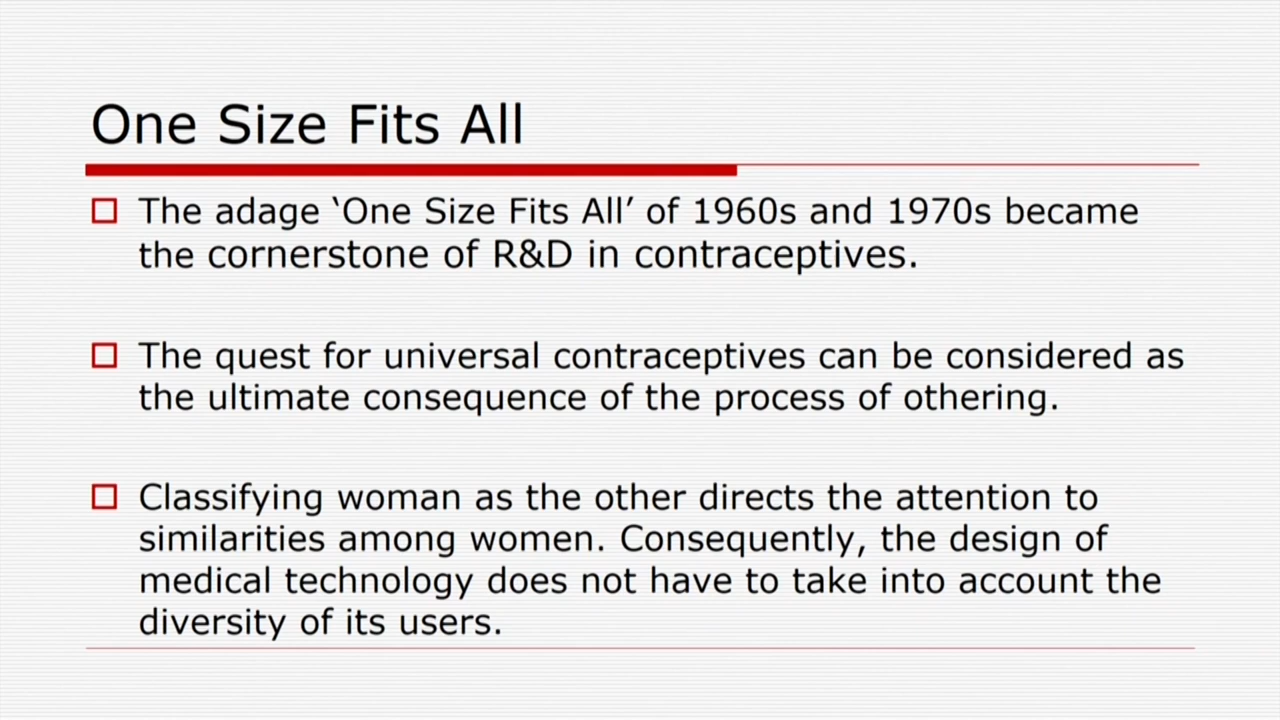 One Size Fits All
The adage ‘One Size Fits All’ of 1960s and 1970s became
the cornerstone of R&D in contraceptives.
The quest for universal contraceptives can be considered as
the ultimate consequence of the process of othering.
Classifying woman as the other directs the attention to
similarities among women. Consequently, the design of
medical technology does not have to take into account the
diversity of its users.